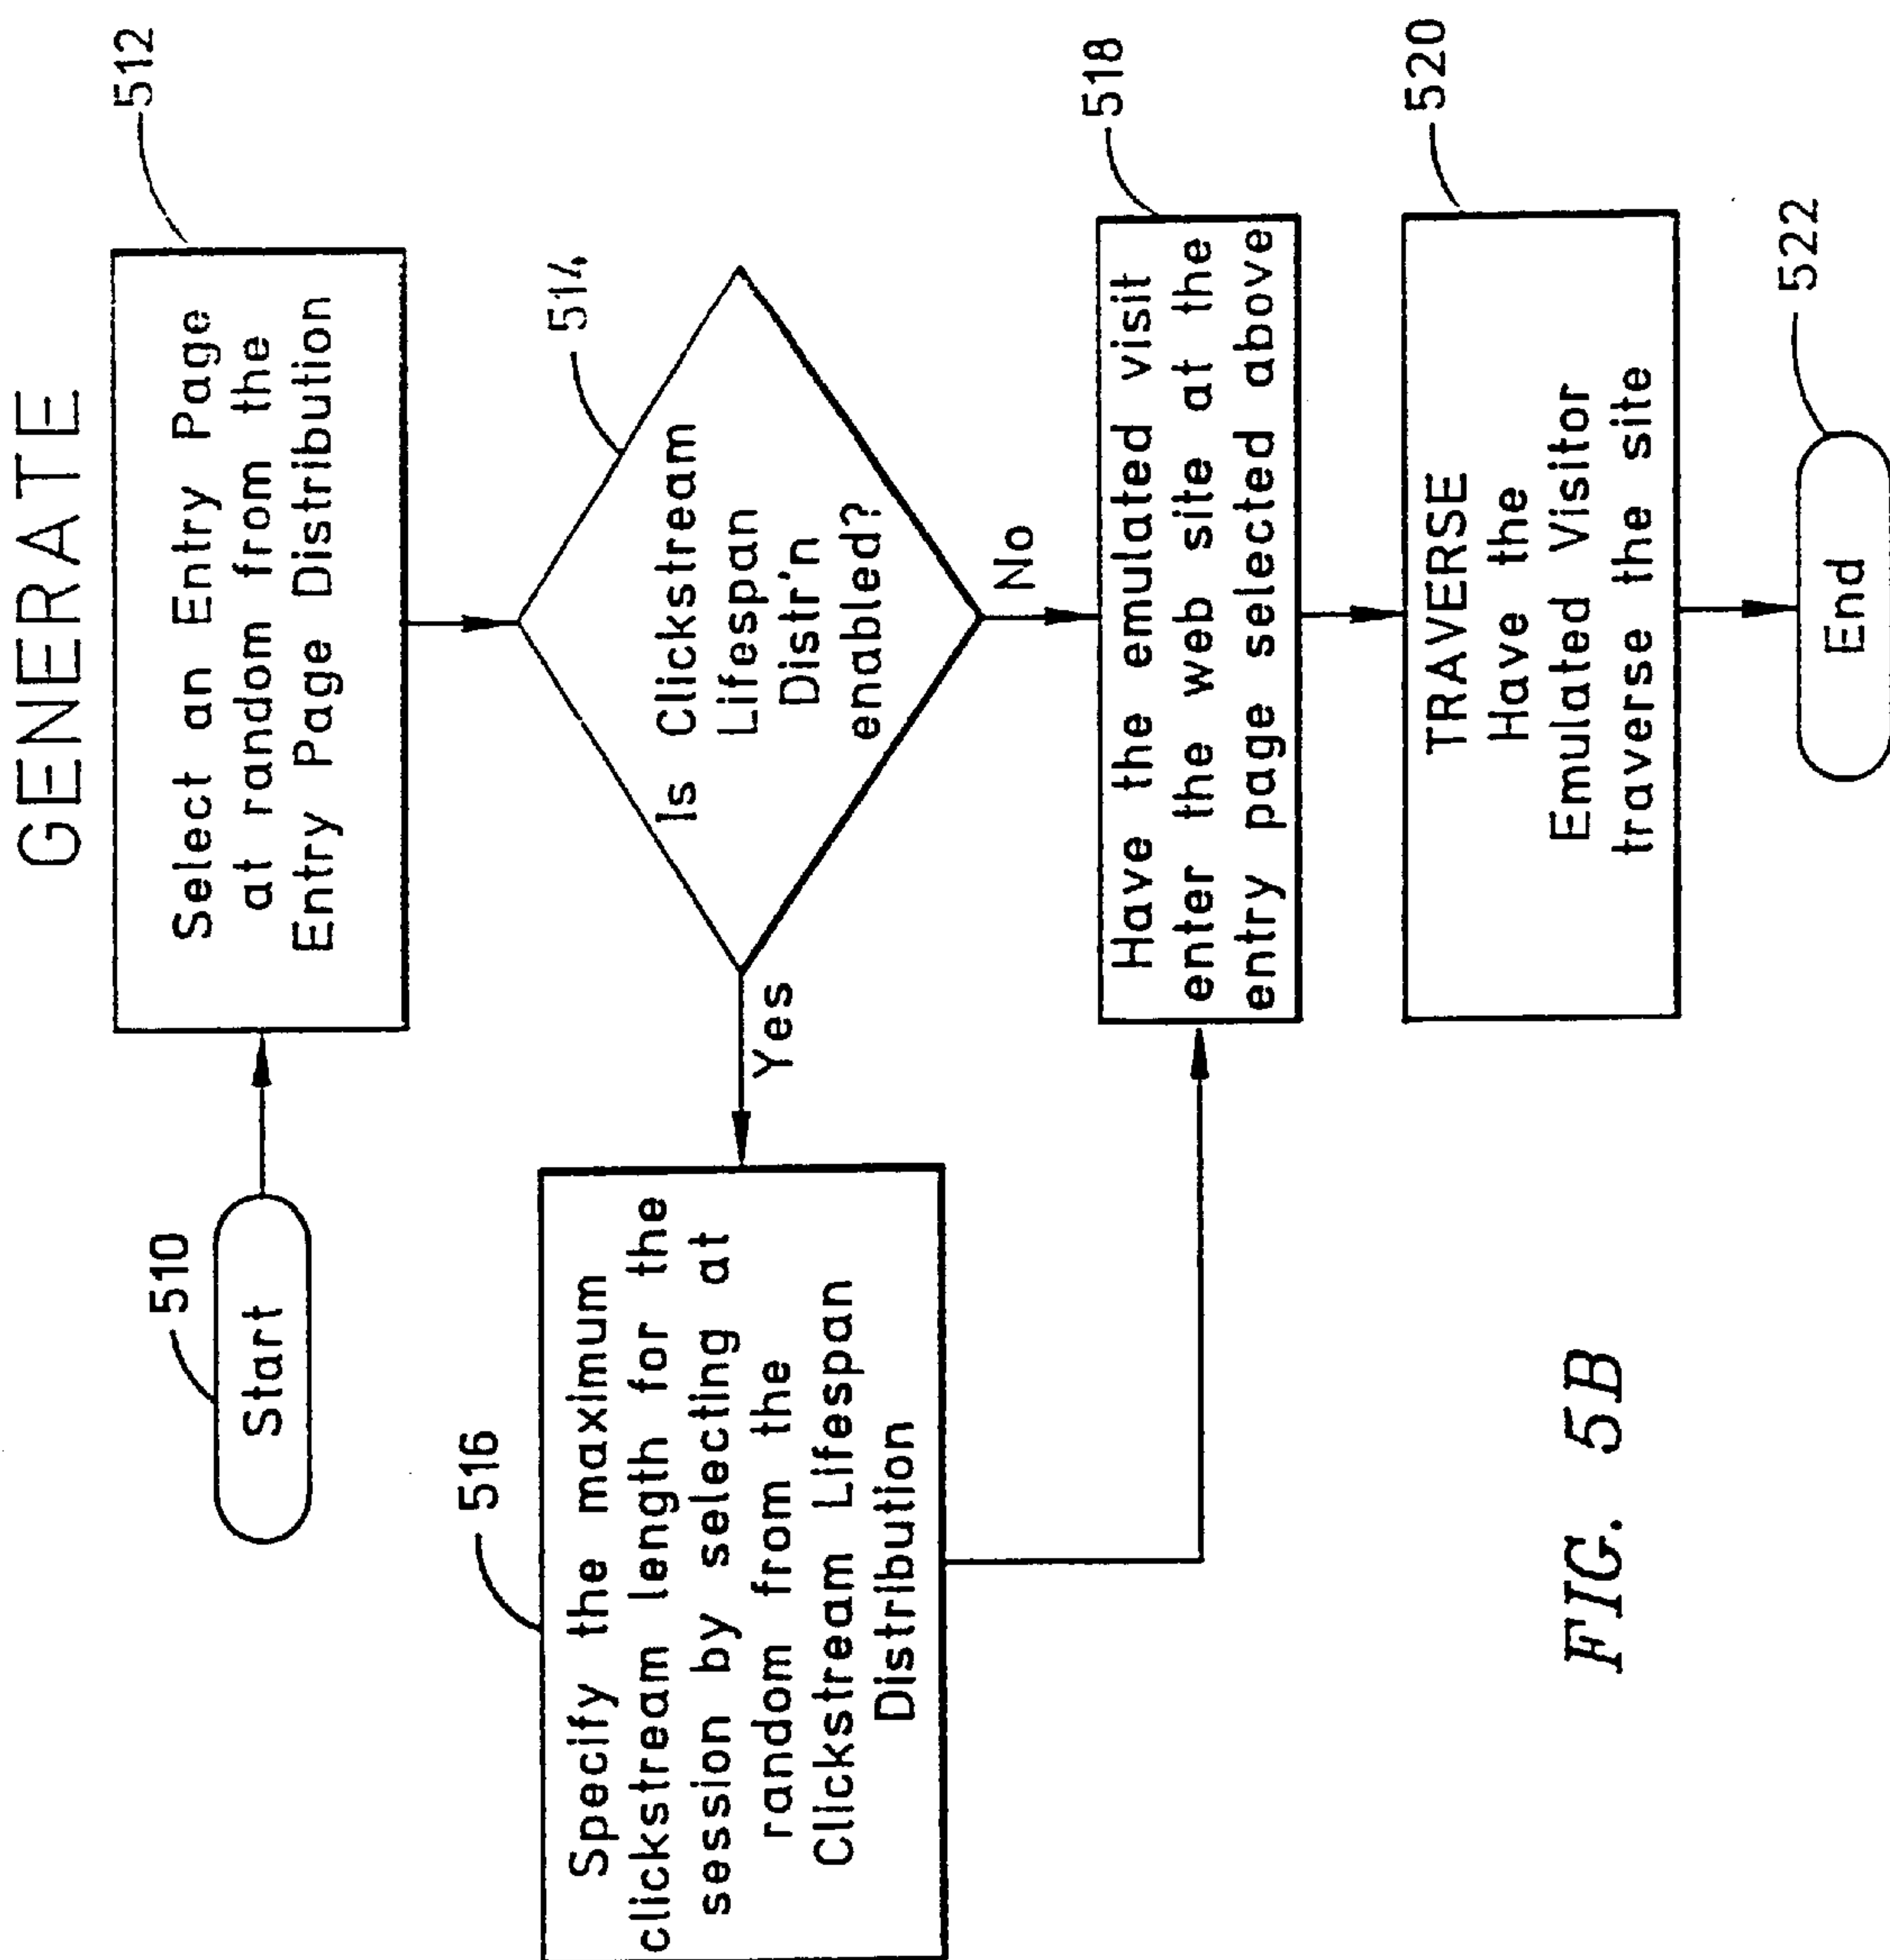 GENERATE
510
Start
512
Select an Entry Page
at random from the
Entry Page Distribution
514
Is Clickstream
Lifespan
Distr'n
enabled?
Yes
No
516
Specify the maximum
clickstream length for the
session by selecting at
random from the
Clickstream Lifespan
Distribution
518
Have the emulated visit
enter the web site at the
entry page selected above
520
TRAVERSE
Have the
Emulated Visitor
traverse the site
522
End
FIG. 5B